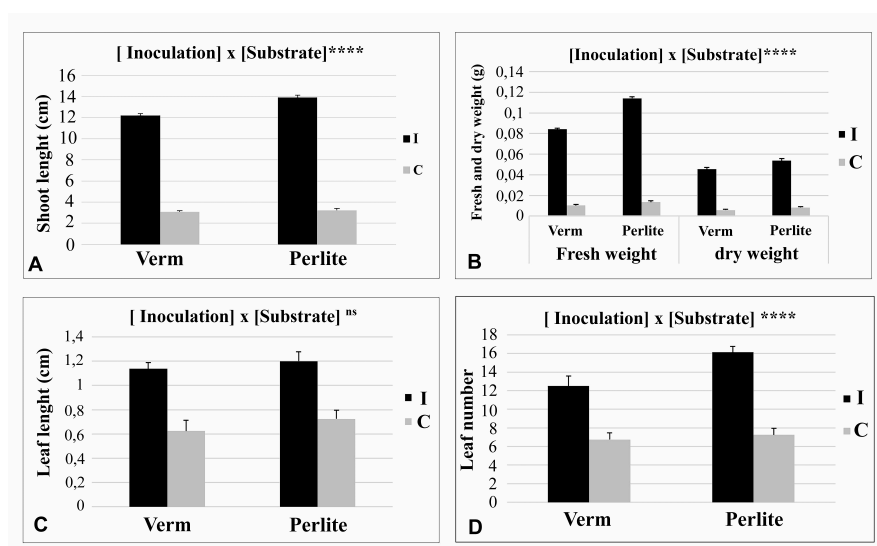 [ Inoculation] x [Substrate]****
Shoot lenght (cm)
16
14
12
10
8
6
4
2
0
Verm Perlite
I
C
A
[Inoculation] x [Substrate]****
Fresh and dry weight (g)
0,14
0,12
0,1
0,08
0,06
0,04
0,02
0
Verm Perlite Verm Perlite
Fresh weight dry weight
I
C
B
[ Inoculation] x [Substrate] ns
Leaf lenght (cm)
1,4
1,2
1
0,8
0,6
0,4
0,2
0
Verm Perlite
I
C
C
[ Inoculation] x [Substrate] ****
Leaf number
18
16
14
12
10
8
6
4
2
0
Verm Perlite
I
C
D